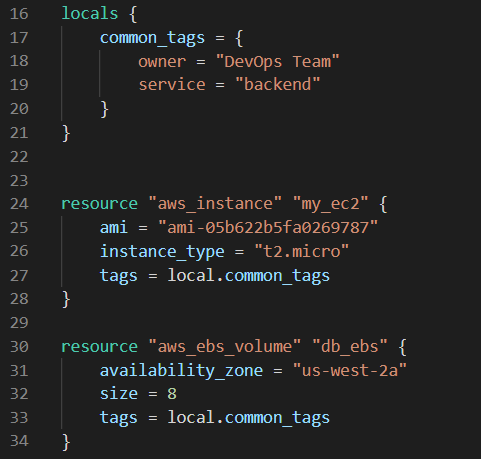 16 locals {
17     common_tags = {
18         owner = "DevOps Team"
19         service = "backend"
20     }
21 }
22
23
24 resource "aws_instance" "my_ec2" {
25     ami = "ami-05b622b5fa0269787"
26     instance_type = "t2.micro"
27     tags = local.common_tags
28 }
29
30 resource "aws_ebs_volume" "db_ebs" {
31     availability_zone = "us-west-2a"
32     size = 8
33     tags = local.common_tags
34 }